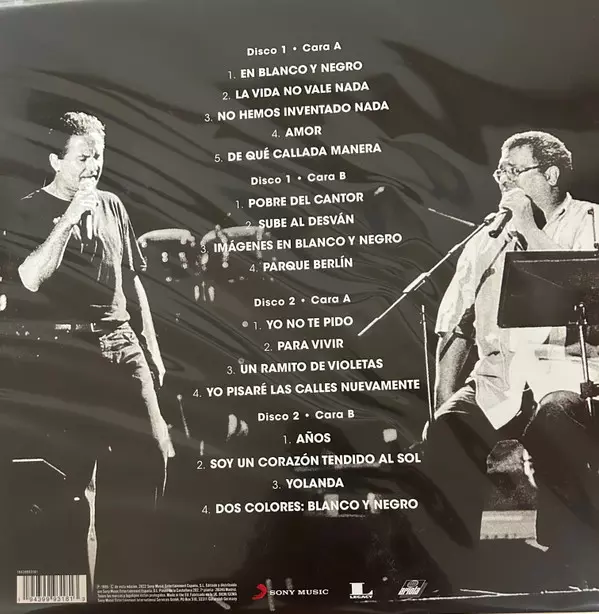 Disco 1 • Cara A
1. EN BLANCO Y NEGRO
2. LA VIDA NO VALE NADA
3. NO HEMOS INVENTADO NADA
4. AMOR
5. DE QUÉ CALLADA MANERA
Disco 1 • Cara B
1. POBRE DEL CANTOR
2. SUBE AL DESVÁN
3. IMÁGENES EN BLANCO Y NEGRO
4. PARQUE BERLÍN
Disco 2 • Cara A
1. YO NO TE PIDO
2. PARA VIVIR
3. UN RAMITO DE VIOLETAS
4. YO PISARÉ LAS CALLES NUEVAMENTE
Disco 2 • Cara B
1. AÑOS
2. SOY UN CORAZÓN TENDIDO AL SOL
3. YOLANDA
4. DOS COLORES: BLANCO Y NEGRO
SONY MUSIC
LEGACY
ariola